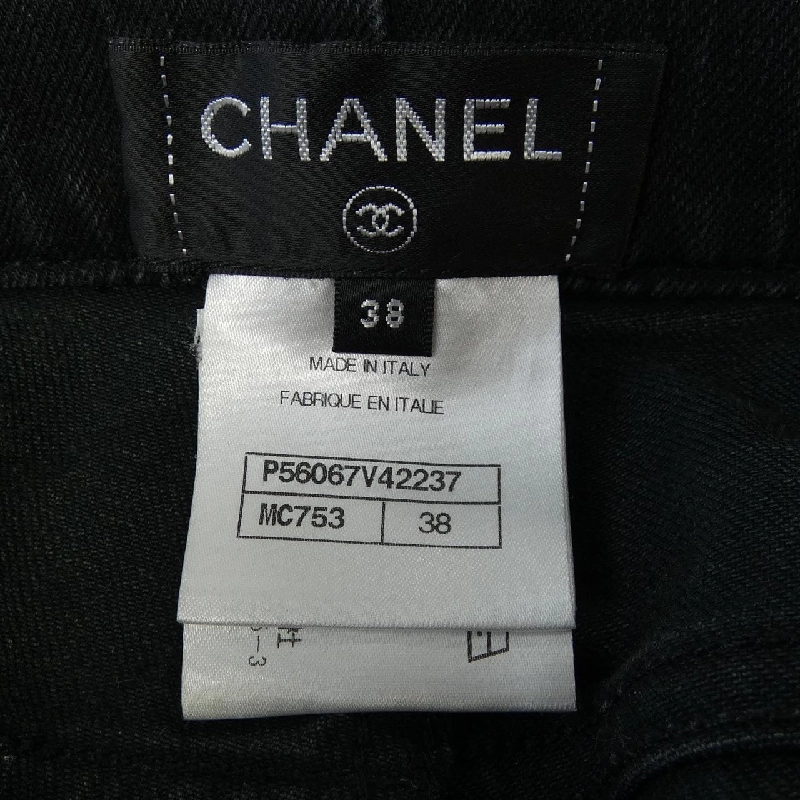 CHANEL
38
MADE IN ITALY
FABRIQUE EN ITALIE
P56067V42237
MC753 38